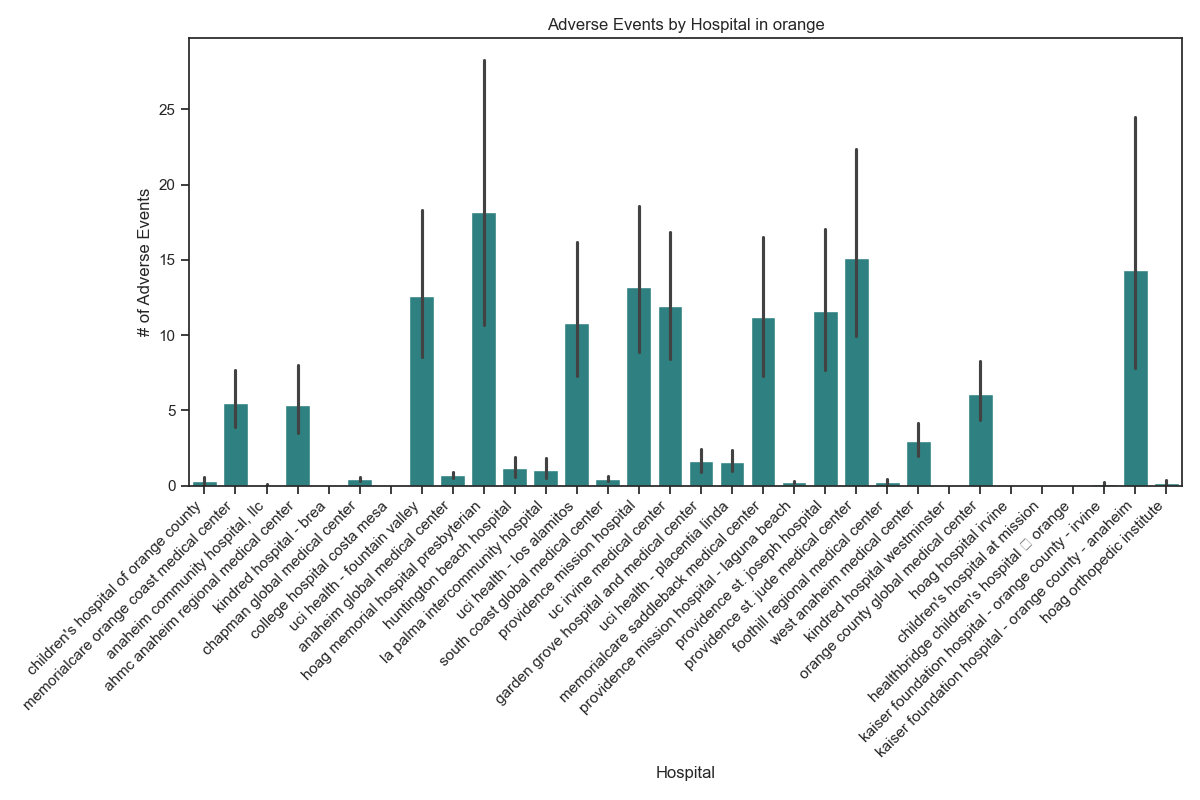 Adverse Events by Hospital in orange
# of Adverse Events
25
20
15
10
5
0
children's hospital of orange county
memorialcare orange coast medical center
anaheim community hospital, llc
ahmc anaheim regional medical center
kindred hospital - brea
chapman global medical center
college hospital costa mesa
uci health - fountain valley
anaheim global medical center
hoag memorial hospital presbyterian
huntington beach hospital
la palma intercommunity hospital
uci health - los alamitos
south coast global medical center
providence mission hospital
uc irvine medical center
garden grove hospital and medical center
uci health - placentia linda
memorialcare saddleback medical center
providence mission hospital - laguna beach
providence st. joseph hospital
providence st. jude medical center
foothill regional medical center
west anaheim medical center
kindred hospital westminster
orange county global medical center
hoag hospital irvine
children's hospital at mission
healthbridge children's hospital □ orange
kaiser foundation hospital - orange county - irvine
kaiser foundation hospital - orange county - anaheim
hoag orthopedic institute
Hospital